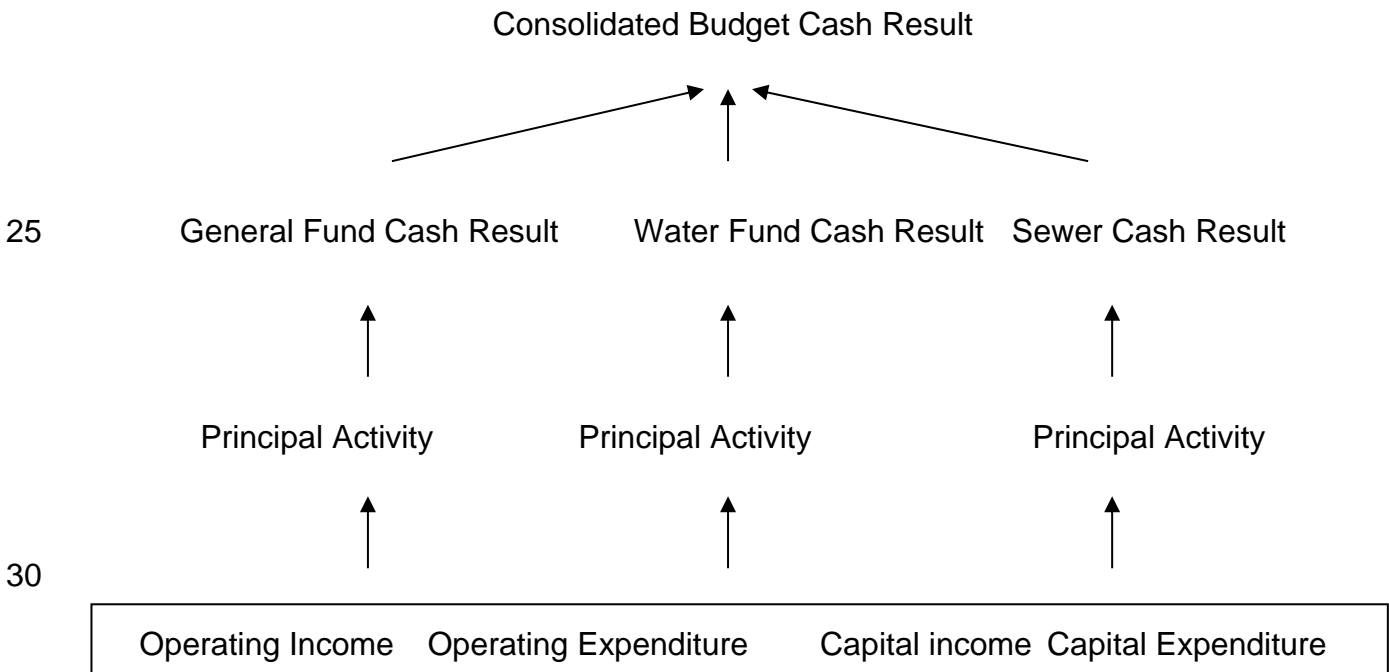 Consolidated Budget Cash Result
25 General Fund Cash Result Water Fund Cash Result Sewer Cash Result
Principal Activity Principal Activity Principal Activity
30
Operating Income Operating Expenditure Capital income Capital Expenditure